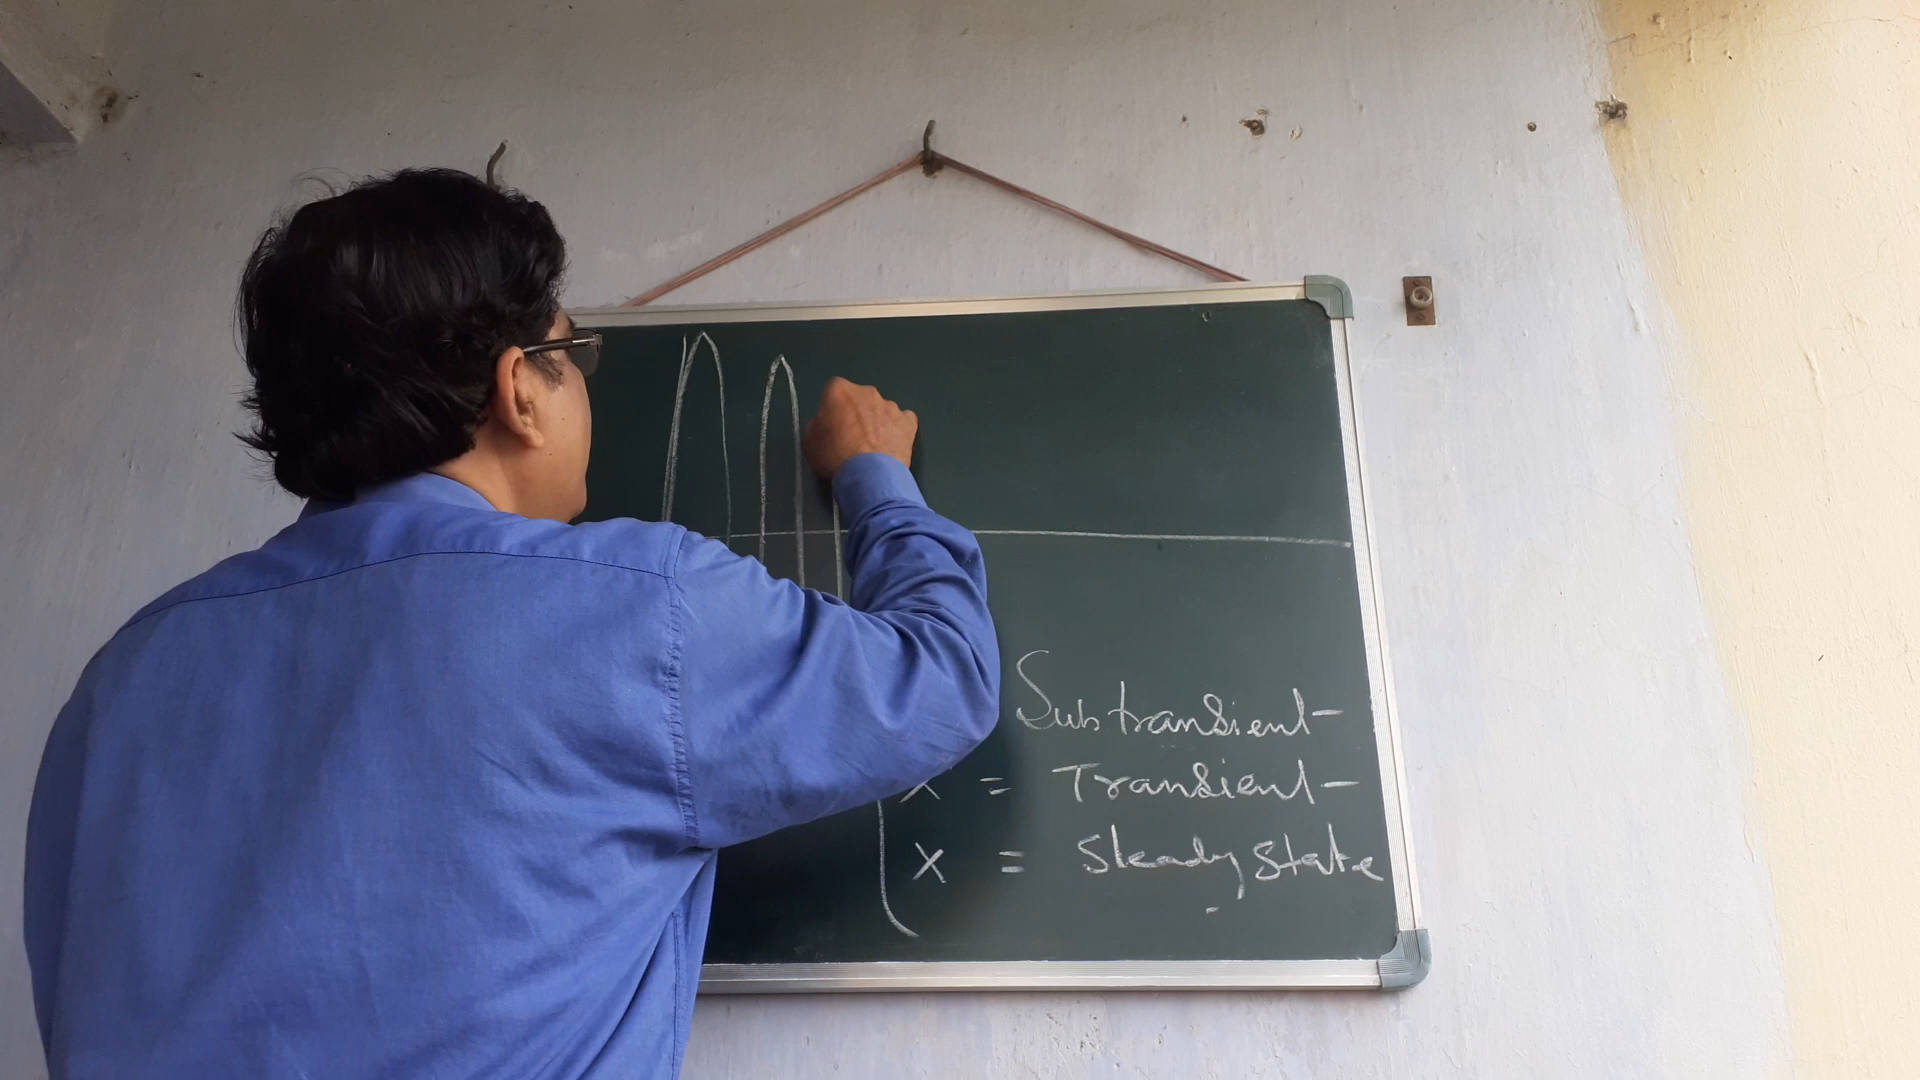 Subtransient
X = Transient
X = Steady State